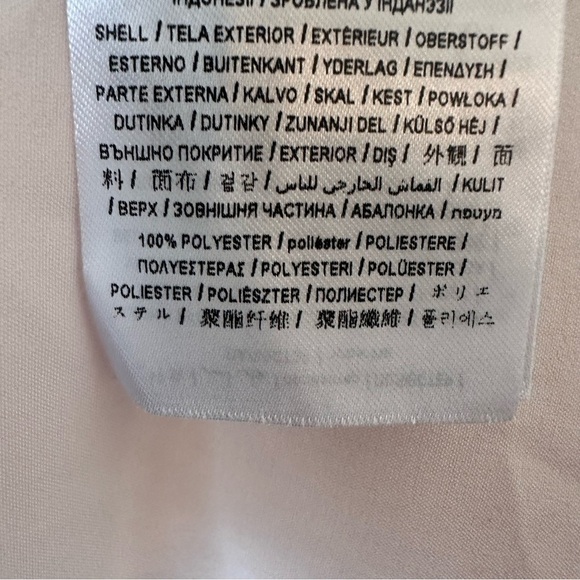 ІНДОНЕЗІЇ / ЗРОБЛЕНА У ІНДАНЭЗІІ
SHELL / TELA EXTERIOR / EXTÉRIEUR / OBERSTOFF /
ESTERNO / BUITENKANT / YDERLAG / ΕΠΕΝΔΥΣΗ /
PARTE EXTERNA / KALVO / SKAL / KEST / POWŁOKA /
DUTINKA / DUTINKY / ZUNANJI DEL / KÜLSŐ HÉJ /
ВЪНШНО ПОКРИТИЕ / EXTERIOR / DIŞ / 外観 / 面
料 / 面布 / 겉감 / القماش الخارجي للباس / KULIT
/ ВЕРХ / ЗОВНІШНЯ ЧАСТИНА / АБАЛОНКА / מעטפת
100% POLYESTER / poliéster / POLIESTERE /
ΠΟΛΥΕΣΤΕΡΑΣ / POLYESTERI / POLÜESTER /
POLIESTER / POLIÉSZTER / ПОЛИЕСТЕР / ポリエ
ステル / 聚酯纤维 / 聚酯纖維 / 폴리에스